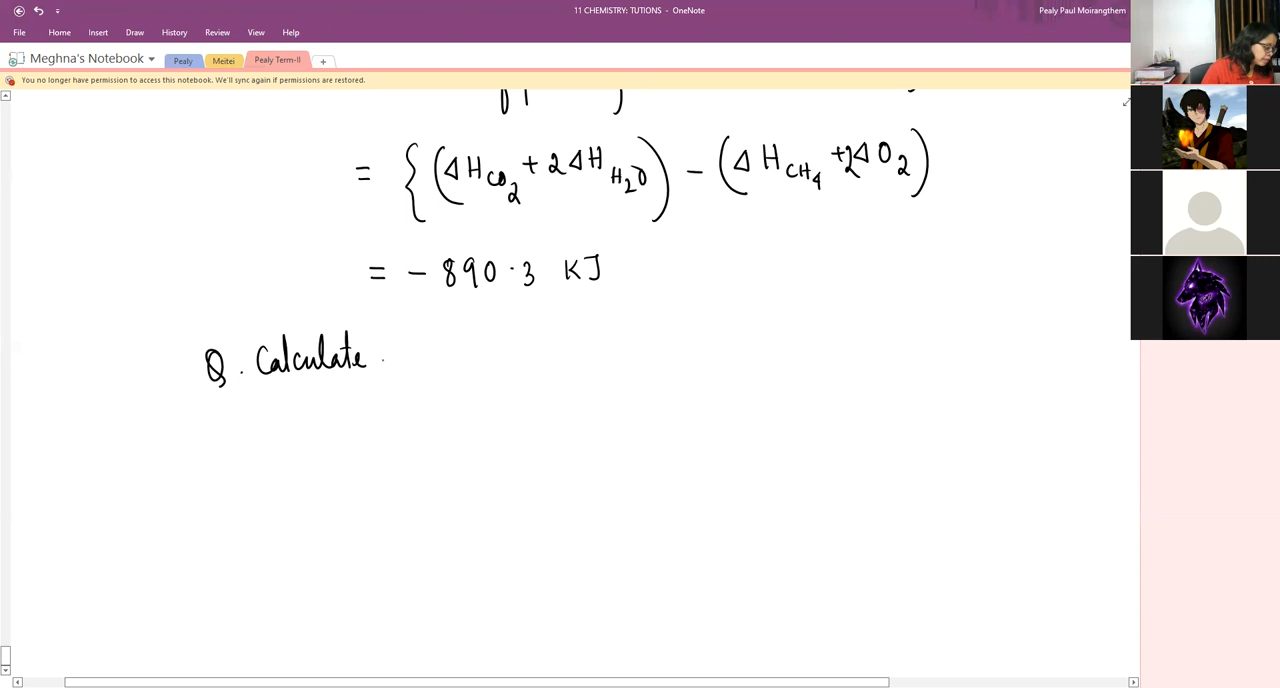 11 CHEMISTRY: TUTIONS - OneNote
Pealy Paul Moirangthem
File Home Insert Draw History Review View Help
Meghna's Notebook Pealy Meitei Pealy Term-II +
You no longer have permission to access this notebook. We'll sync again if permissions are restored.
= {(ΔH CO2 + 2ΔH H2O) - (ΔH CH4 + 2ΔO2)
= - 890.3 KJ
Q. Calculate.